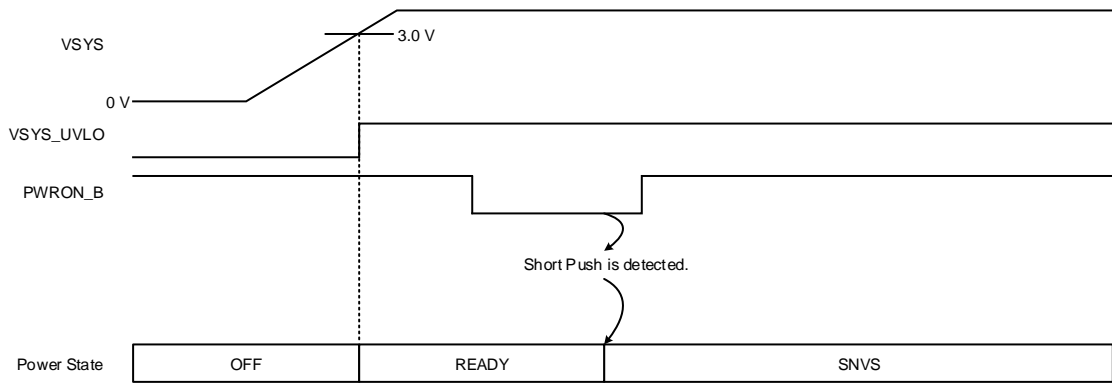 VSYS
3.0 V
0 V
VSYS_UVLO
PWRON_B
Short Push is detected.
Power State
OFF
READY
SNVS